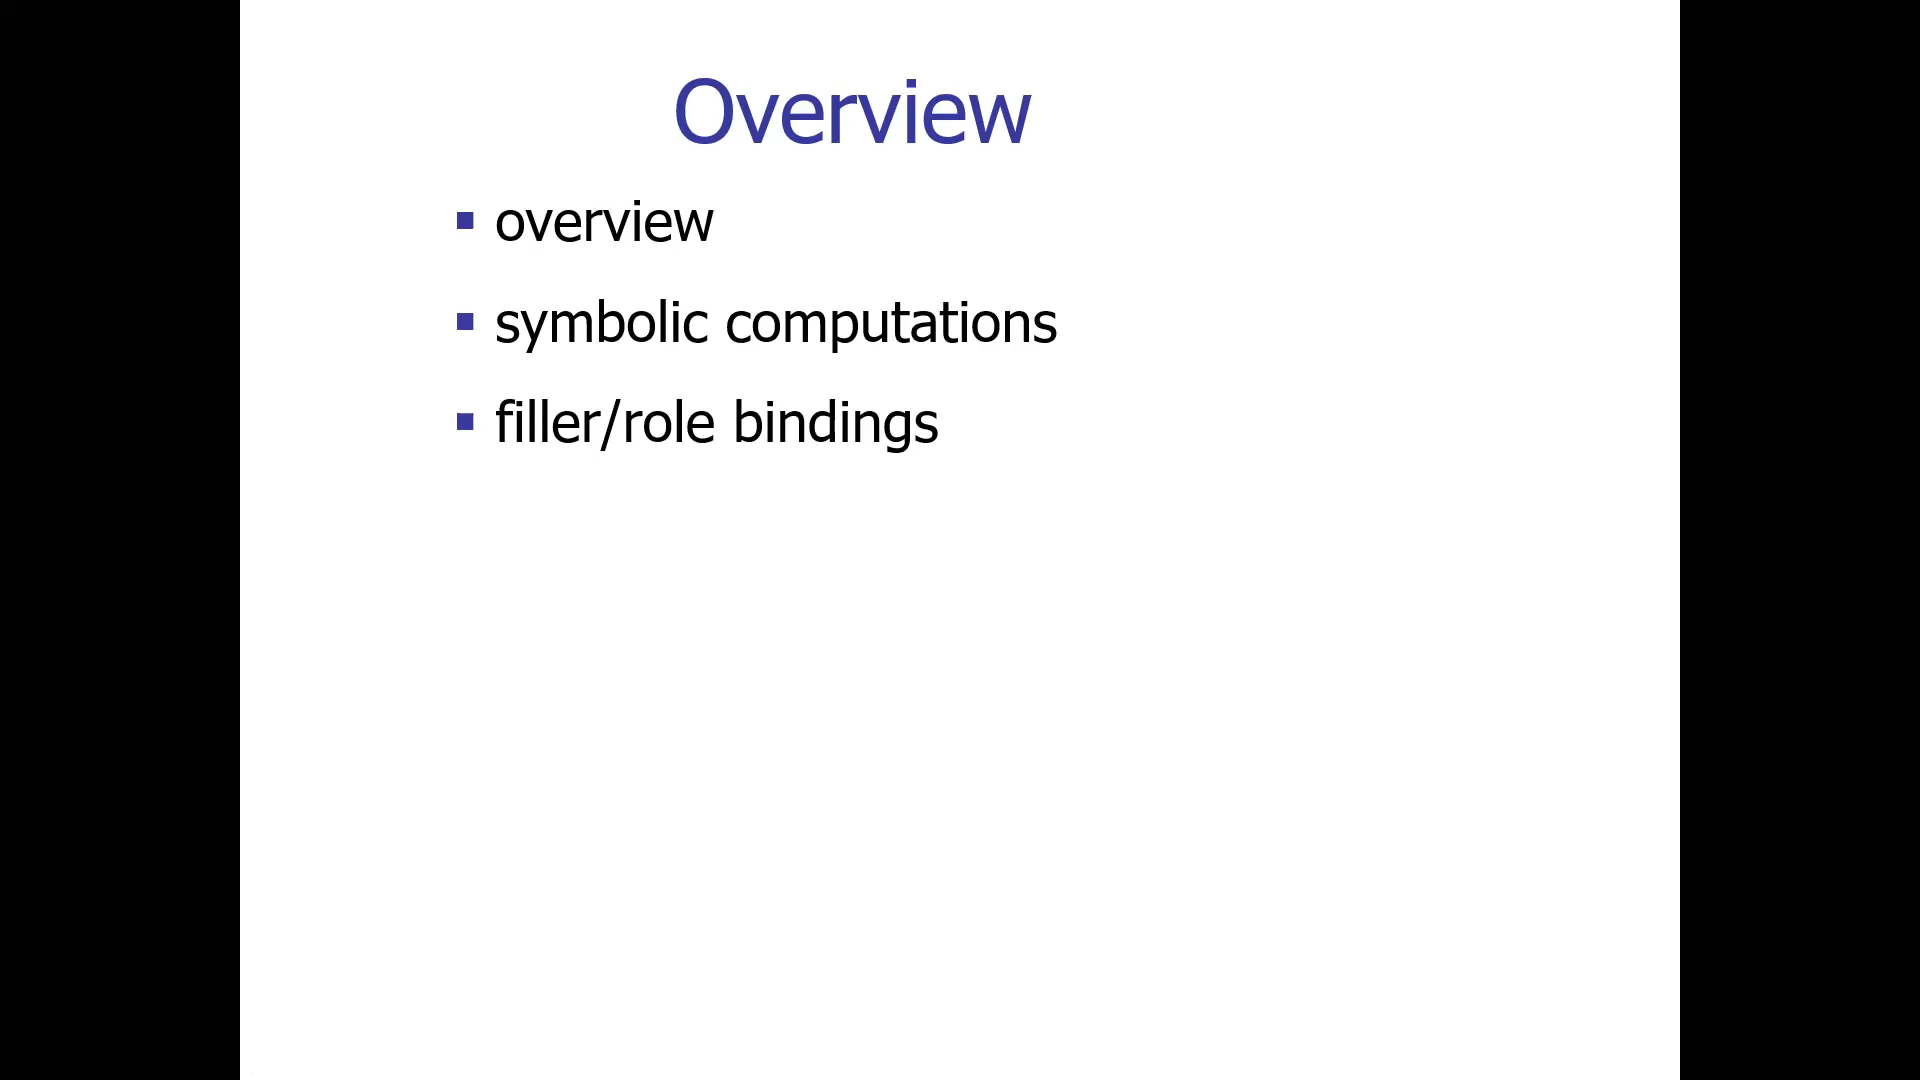 Overview
overview
symbolic computations
filler/role bindings